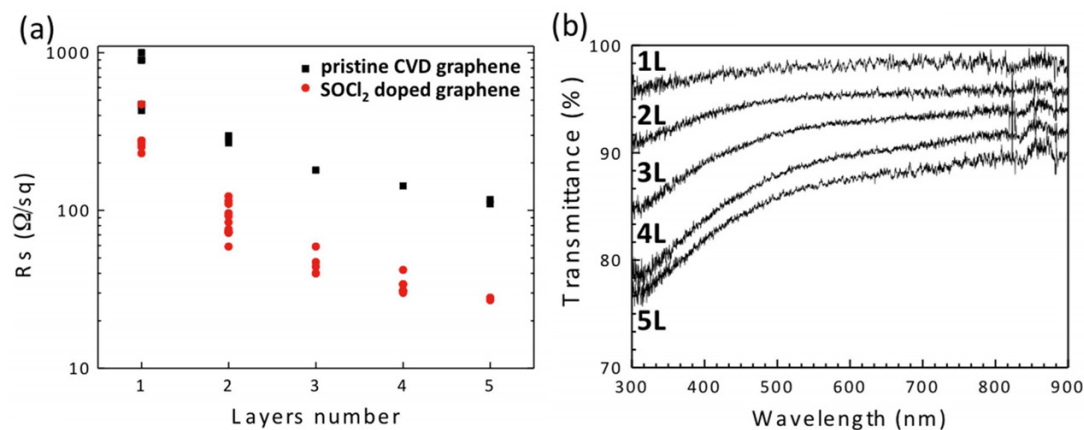 (a)
1000
100
10
Rs (Ω/sq)
pristine CVD graphene
SOCl₂ doped graphene
1 2 3 4 5
Layers number
(b)
100
90
80
70
Transmittance (%)
1L
2L
3L
4L
5L
300 400 500 600 700 800 900
Wavelength (nm)